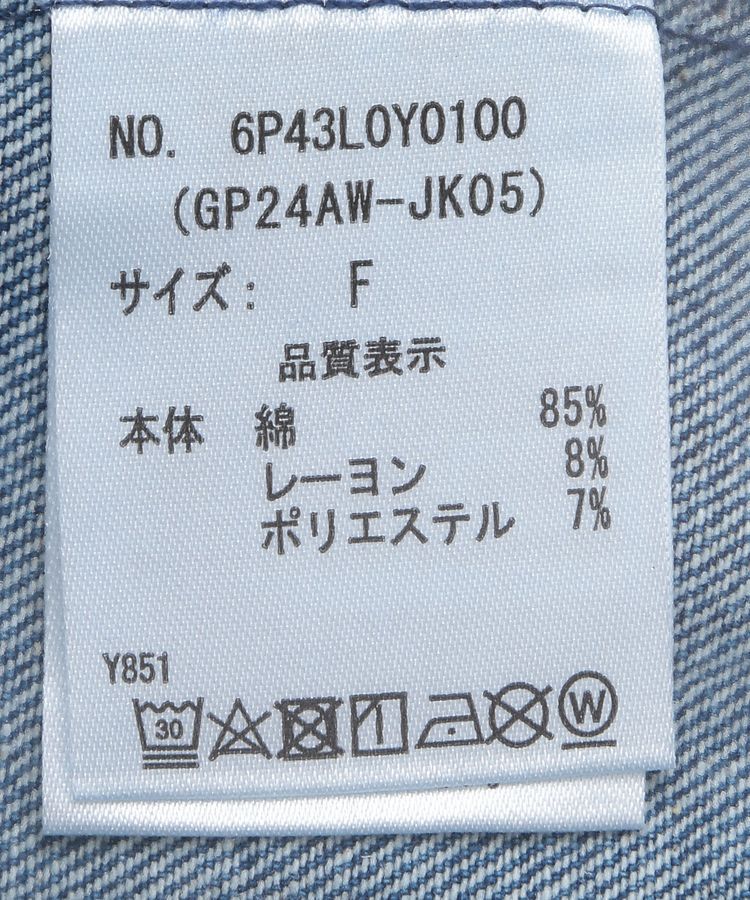 NO. 6P43L0Y0100
(GP24AW-JK05)
サイズ: F
品質表示
本体 綿 85%
レーヨン 8%
ポリエステル 7%
Y851
30 W